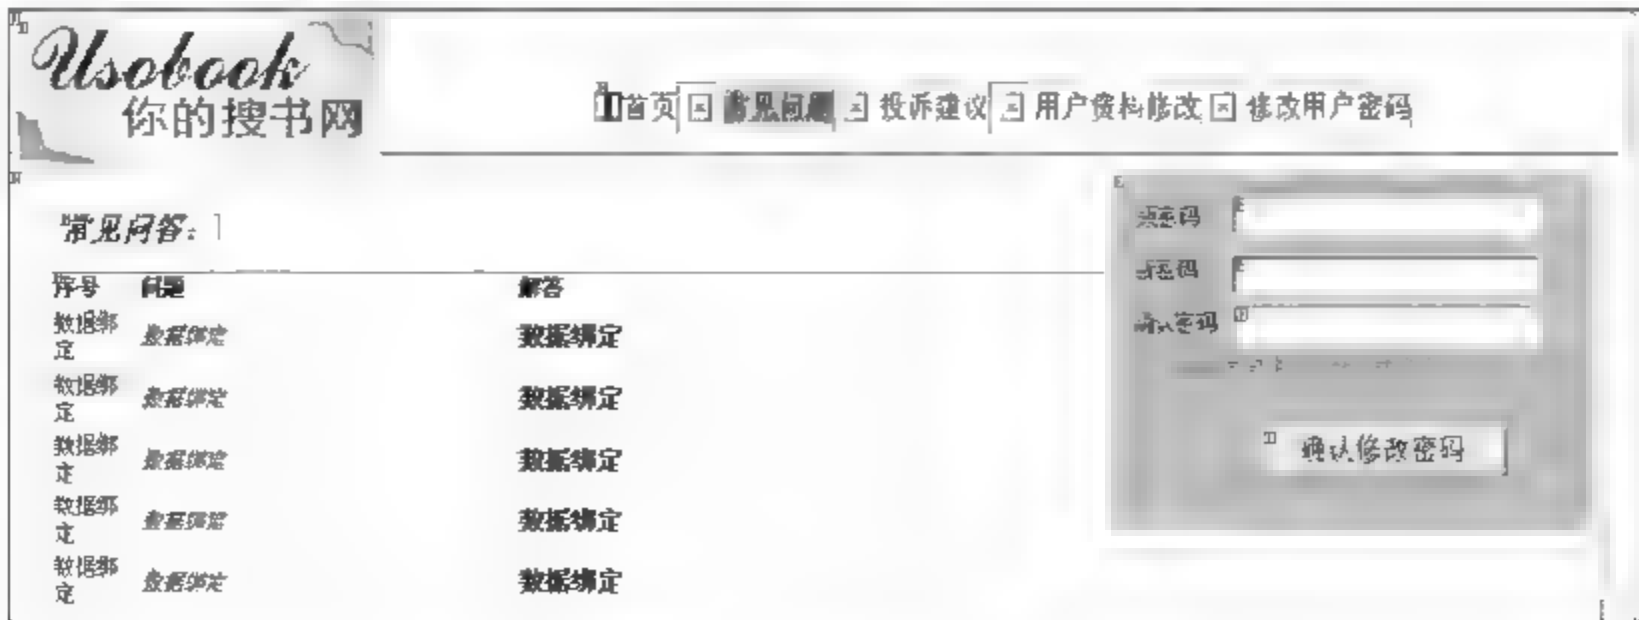 Usobook
你的搜书网
首页 常见问题 投诉建议 用户资料修改 修改用户密码
常见问答:
序号 问题 解答
数据绑
定 数据绑定 数据绑定
数据绑
定 数据绑定 数据绑定
数据绑
定 数据绑定 数据绑定
数据绑
定 数据绑定 数据绑定
数据绑
定 数据绑定 数据绑定
原密码
新密码
确认密码
确认修改密码